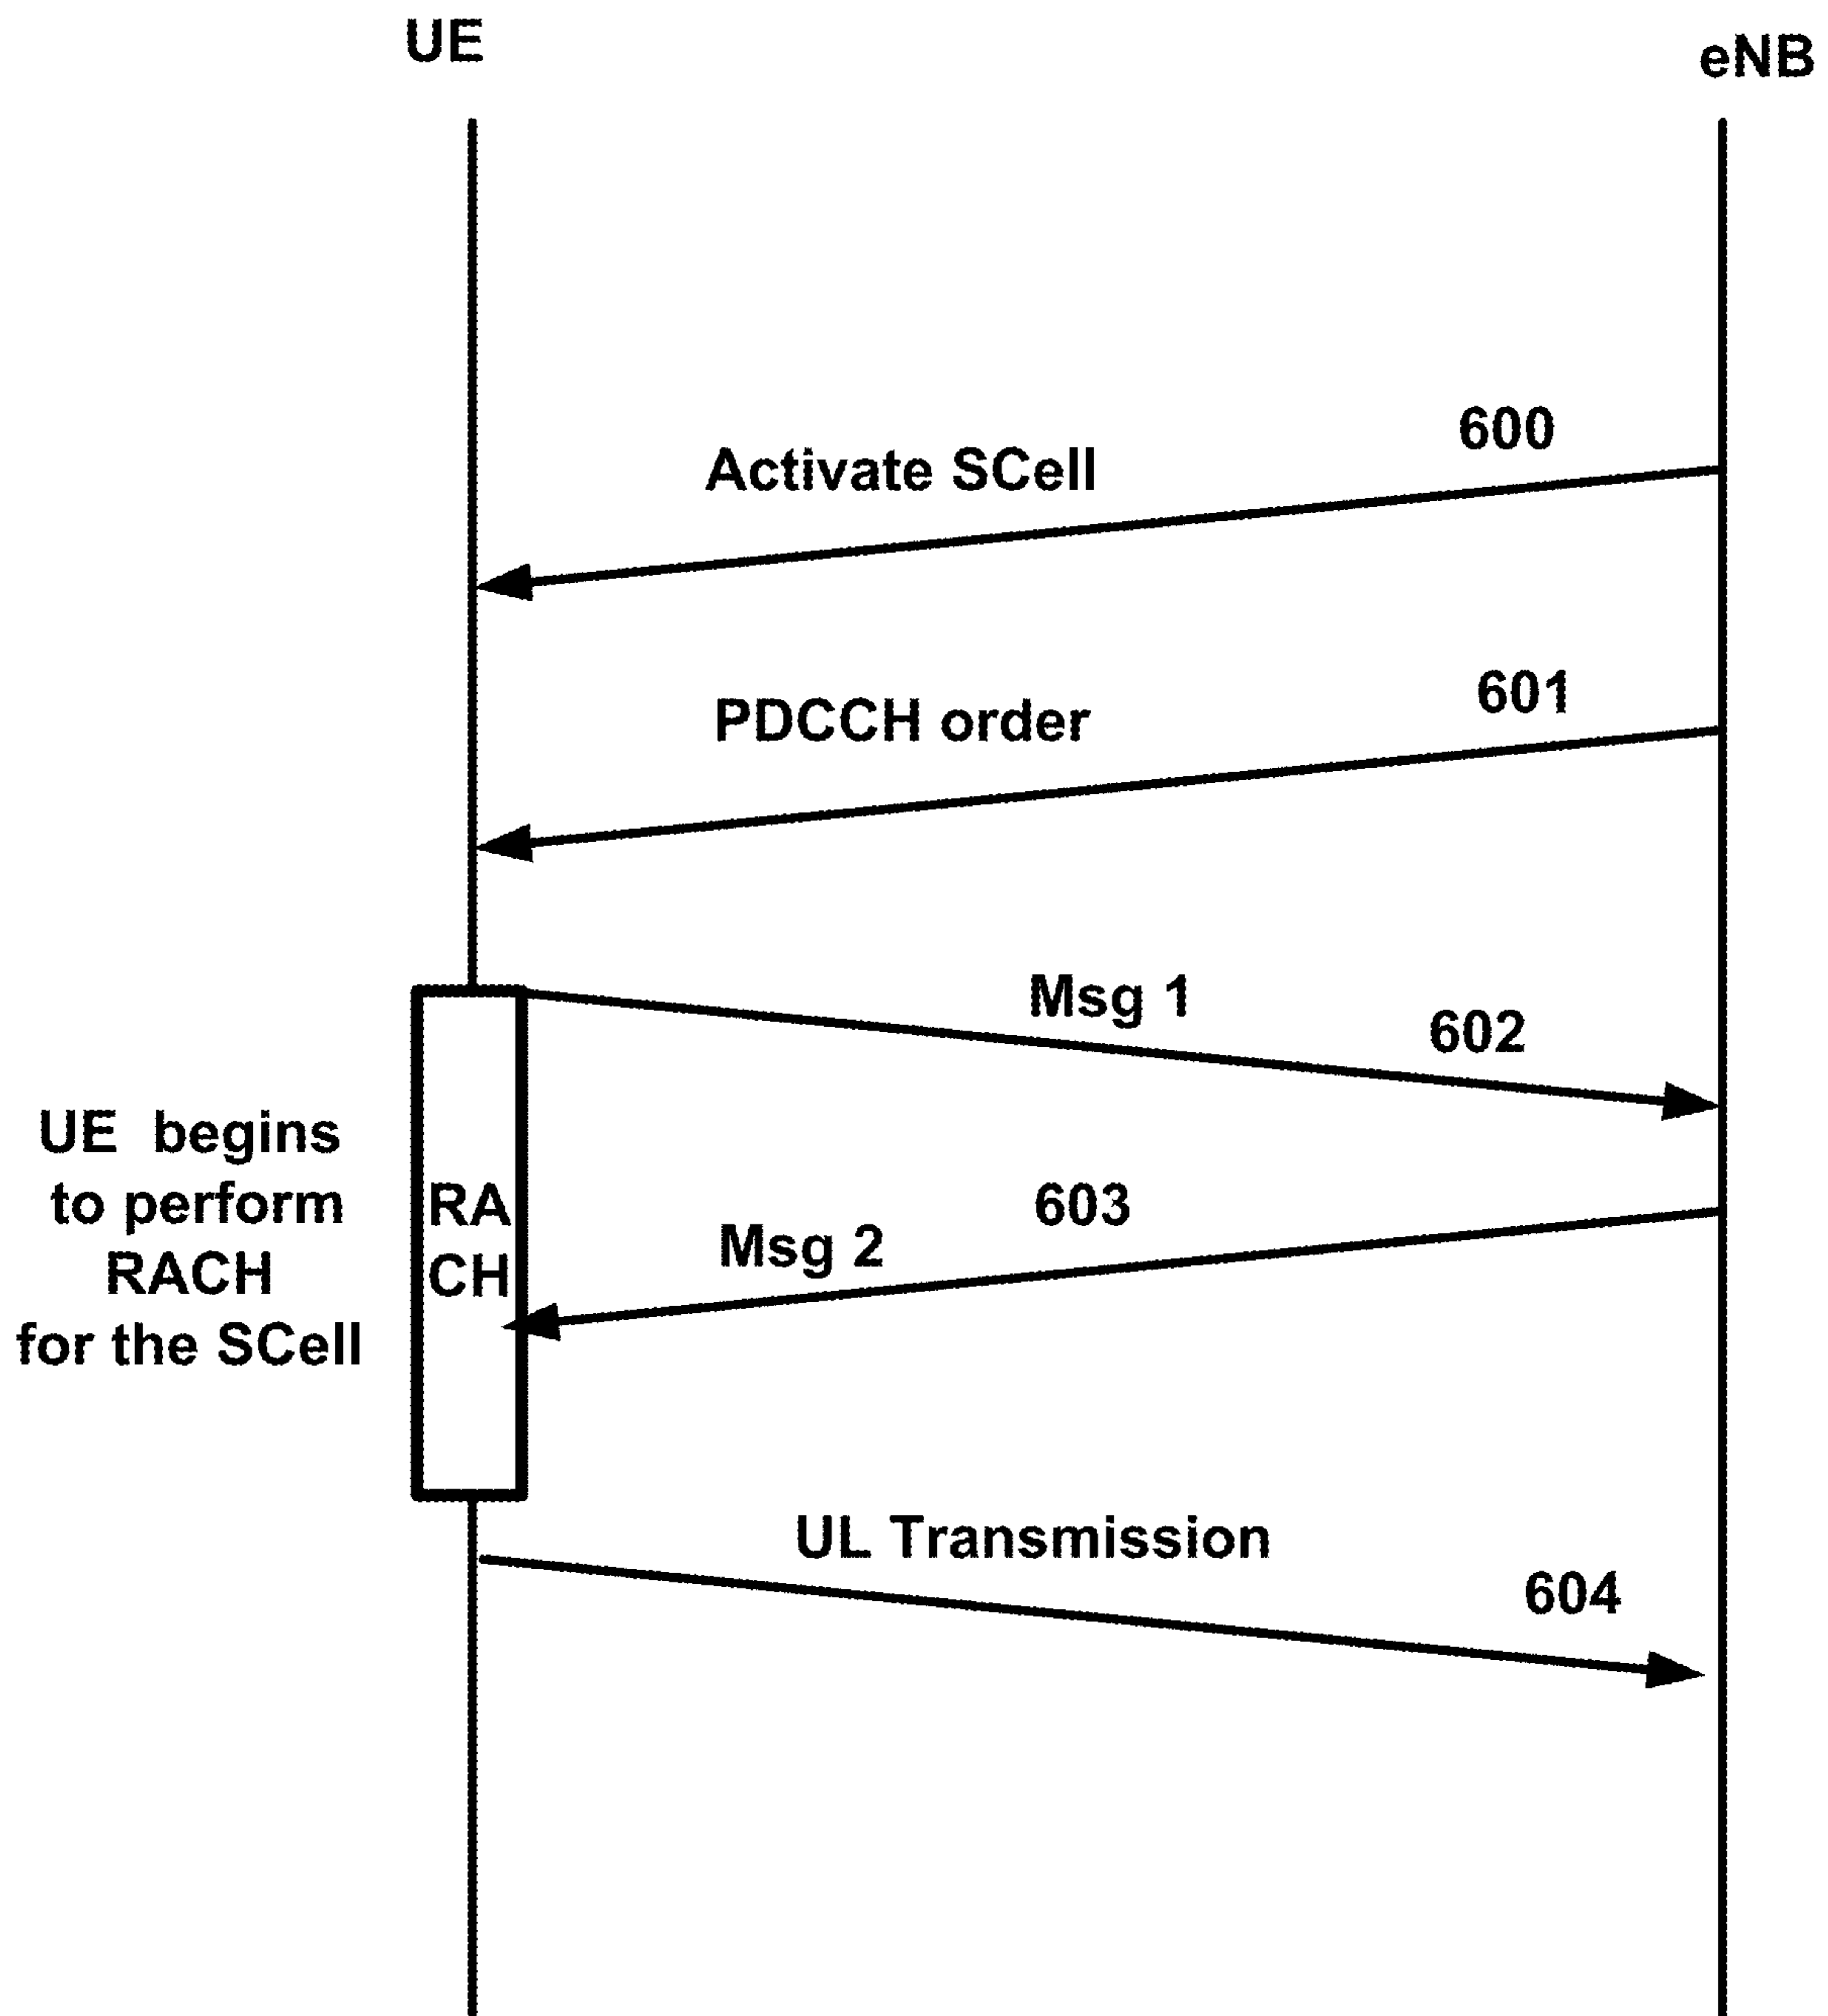 UE
eNB
600
Activate SCell
601
PDCCH order
Msg 1
602
UE begins
to perform
RACH
for the SCell
RA
CH
603
Msg 2
UL Transmission
604